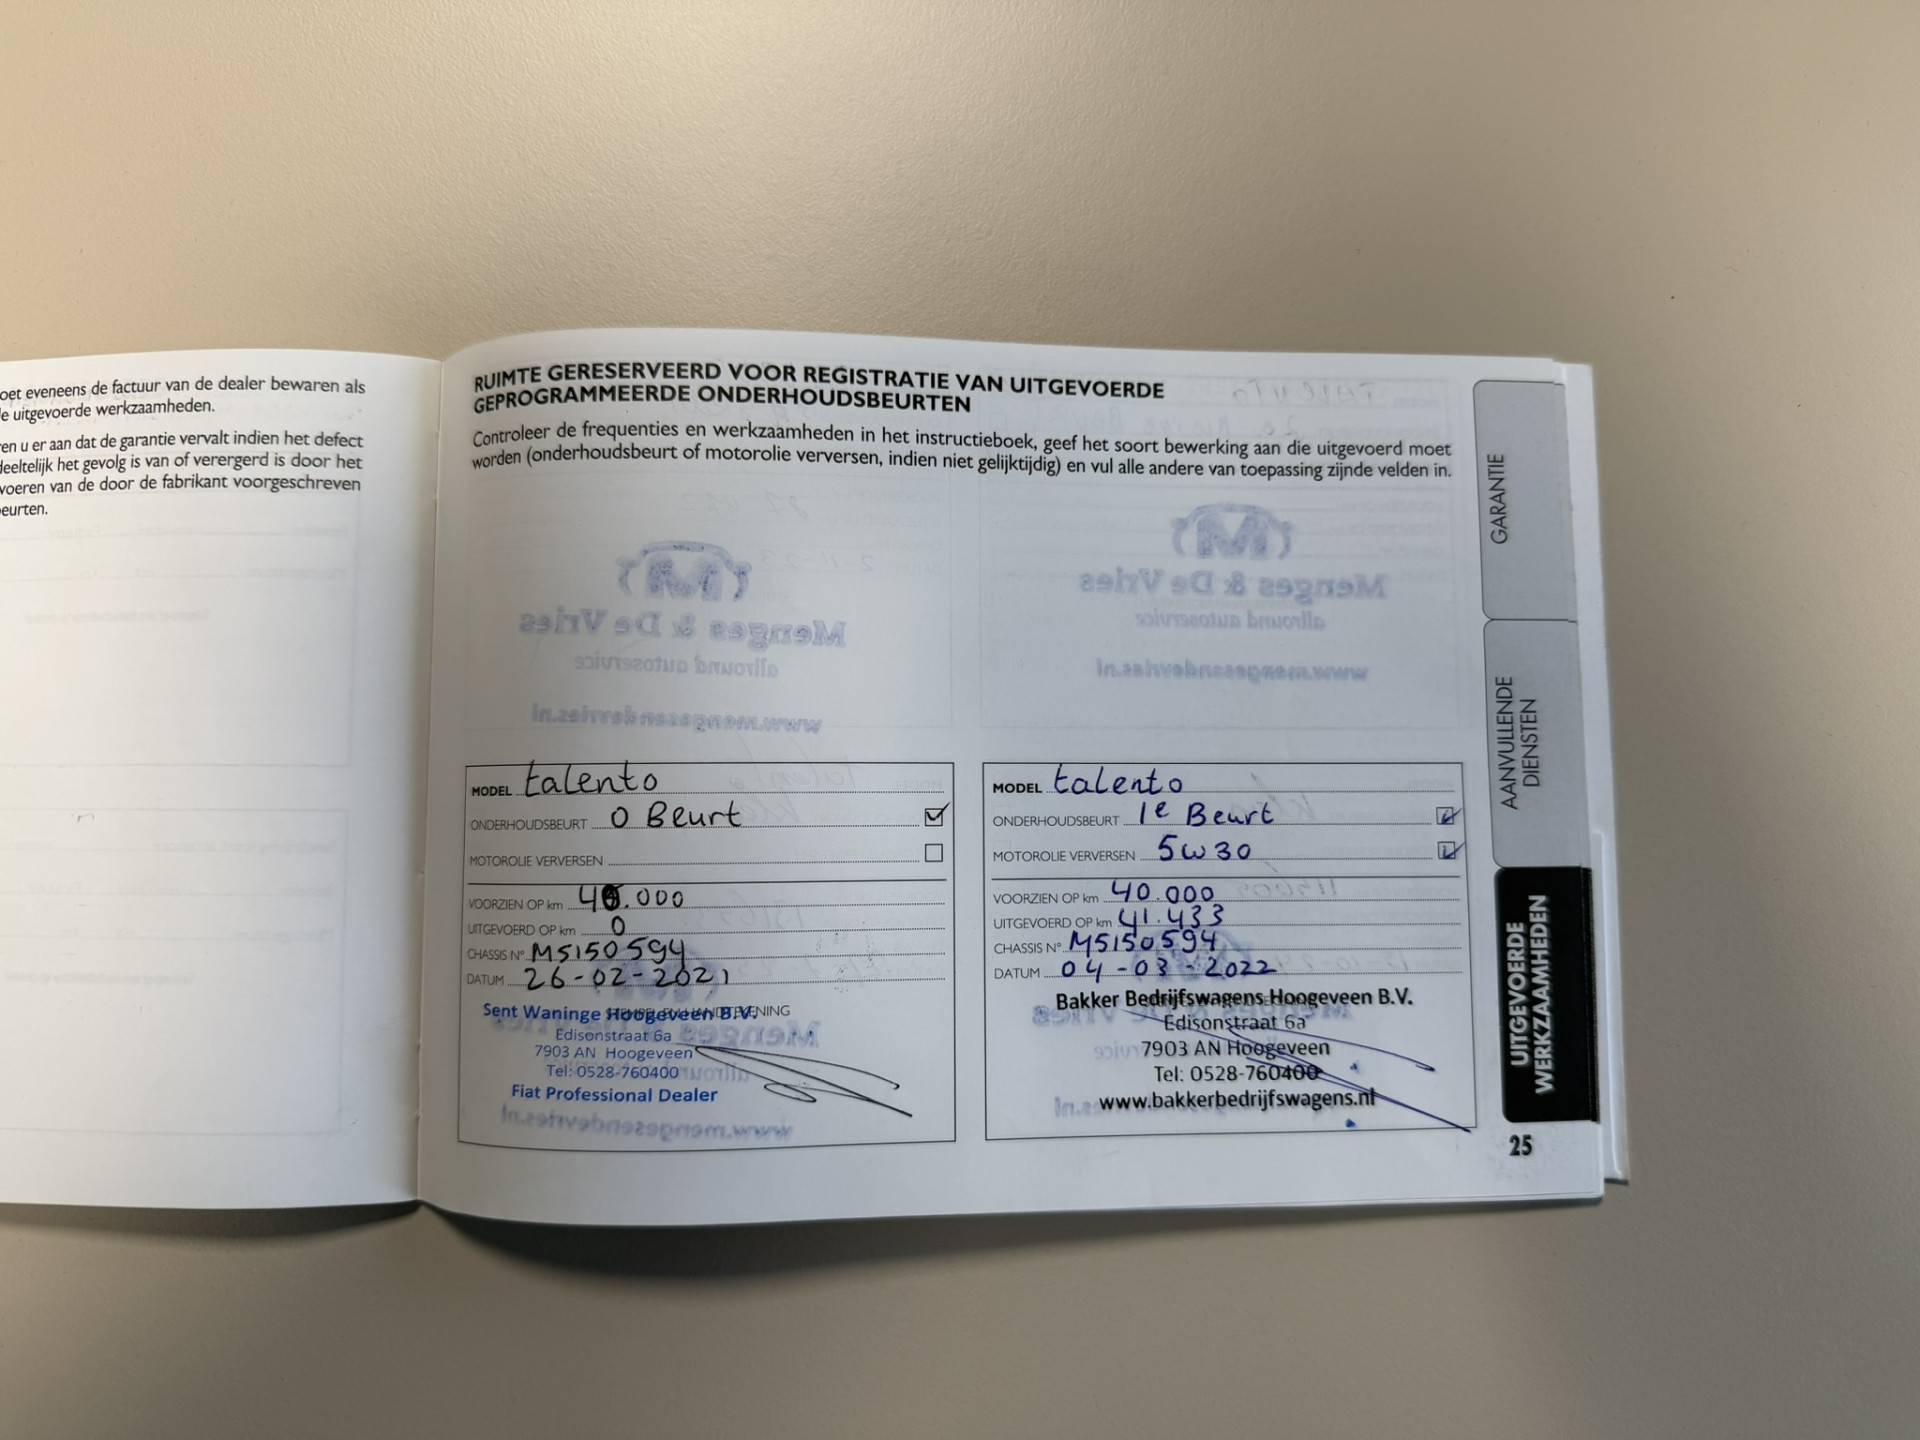 oet eveneens de factuur van de dealer bewaren als
e uitgevoerde werkzaamheden.
en u er aan dat de garantie vervalt indien het defect
deeltelijk het gevolg is van of verergerd is door het
voeren van de door de fabrikant voorgeschreven
eurten.
RUIMTE GERESERVEERD VOOR REGISTRATIE VAN UITGEVOERDE
GEPROGRAMMEERDE ONDERHOUDSBEURTEN
Controleer de frequenties en werkzaamheden in het instructieboek, geef het soort bewerking aan die uitgevoerd moet
worden (onderhoudsbeurt of motorolie verversen, indien niet gelijktijdig) en vul alle andere van toepassing zijnde velden in.
MODEL talento
ONDERHOUDSBEURT 0 Beurt
MOTOROLIE VERVERSEN
VOORZIEN OP km 40.000
UITGEVOERD OP km 0
CHASSIS N° M5150594
DATUM 26-02-2021
Sent Waninge Hoogeveen B.V.
Edisonstraat 6a
7903 AN Hoogeveen
Tel: 0528-760400
Fiat Professional Dealer
MODEL talento
ONDERHOUDSBEURT 1e Beurt
MOTOROLIE VERVERSEN 5w30
VOORZIEN OP km 40.000
UITGEVOERD OP km 41.433
CHASSIS N° M5150594
DATUM 04-03-2022
Bakker Bedrijfswagens Hoogeveen B.V.
Edisonstraat 6a
7903 AN Hoogeveen
Tel: 0528-760400
www.bakkerbedrijfswagens.nl
GARANTIE
AANVULLENDE
DIENSTEN
UITGEVOERDE
WERKZAAMHEDEN
25